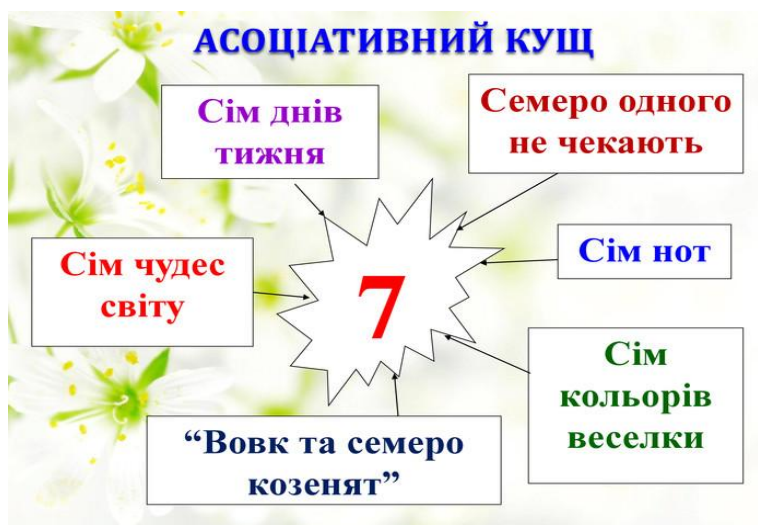 АСОЦІАТИВНИЙ КУЩ
Сім днів
тижня
Семеро одного
не чекають
Сім чудес
світу
7
Сім нот
Сім
кольорів
веселки
“Вовк та семеро
козенят”